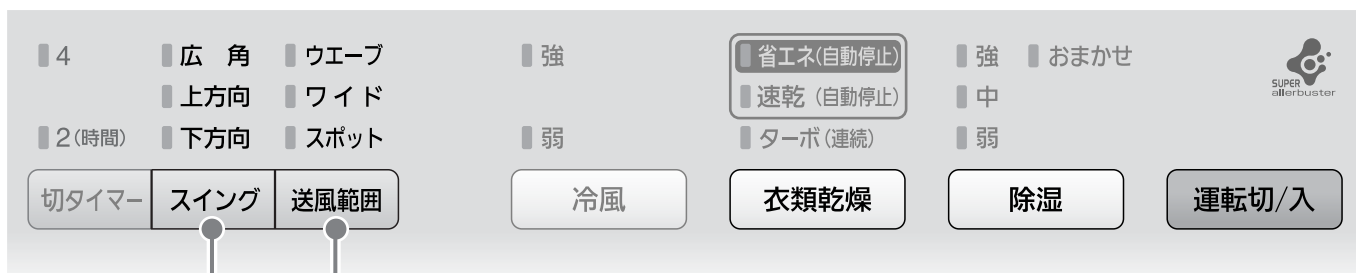 4
広 角
ウエーブ
強
省エネ(自動停止)
強
おまかせ
上方向
ワイド
速乾 (自動停止)
中
SUPER
allerbuster
2(時間)
下方向
スポット
弱
ターボ(連続)
弱
切タイマー
スイング
送風範囲
冷風
衣類乾燥
除湿
運転切/入